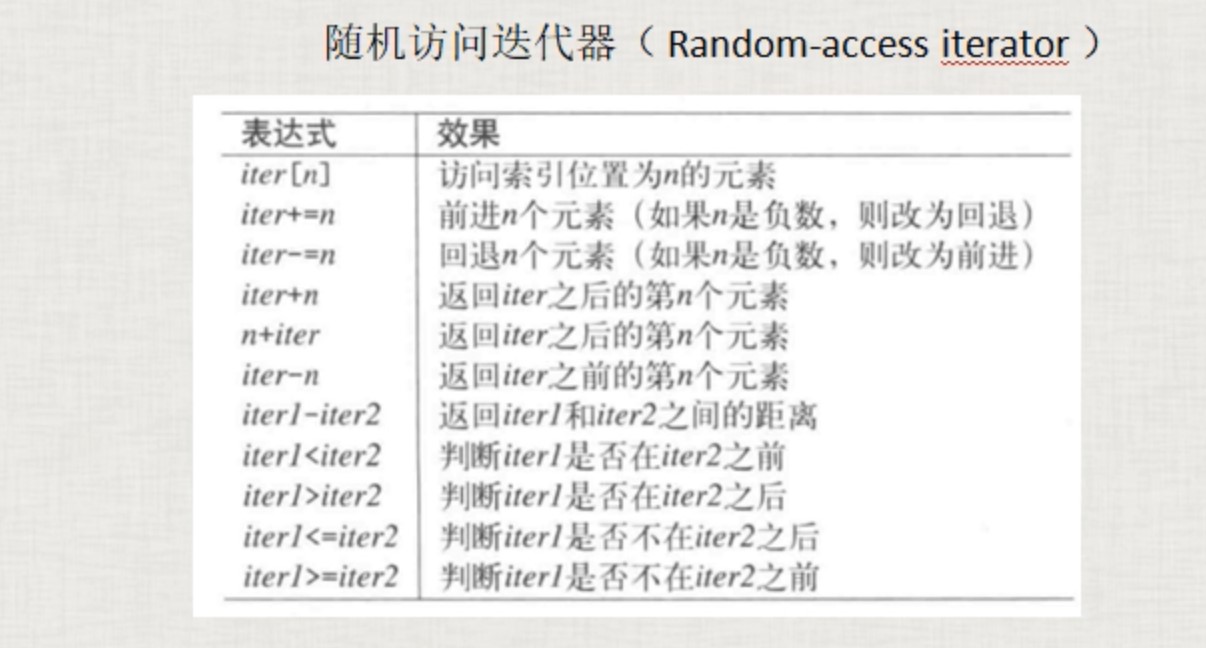 随机访问迭代器（ Random-access iterator ）
表达式 效果
iter[n] 访问索引位置为n的元素
iter+=n 前进n个元素（如果n是负数，则改为回退）
iter-=n 回退n个元素（如果n是负数，则改为前进）
iter+n 返回iter之后的第n个元素
n+iter 返回iter之后的第n个元素
iter-n 返回iter之前的第n个元素
iter1-iter2 返回iter1和iter2之间的距离
iter1<iter2 判断iter1是否在iter2之前
iter1>iter2 判断iter1是否在iter2之后
iter1<=iter2 判断iter1是否不在iter2之后
iter1>=iter2 判断iter1是否不在iter2之前